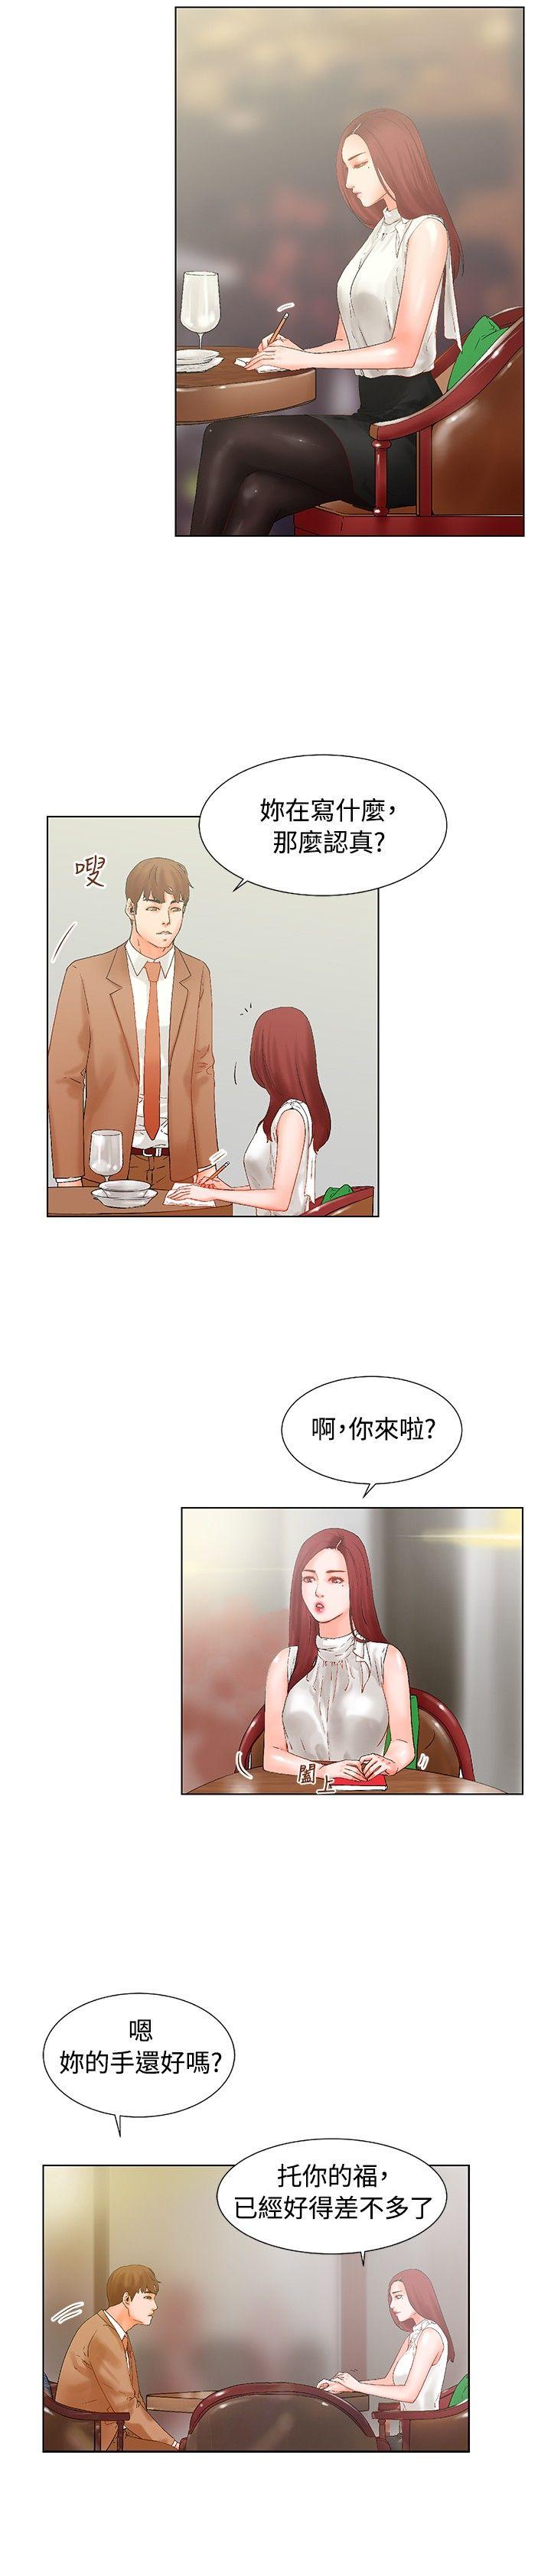 妳在寫什麼，
那麼認真?
嗖
啊，你來啦?
闔上
嗯
妳的手還好嗎?
托你的福，
已經好得差不多了